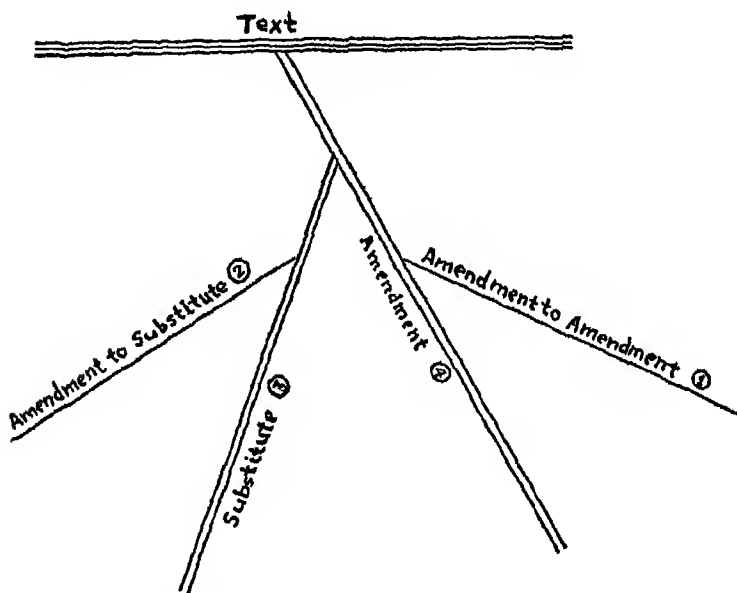 Text
Amendment to Substitute ②
Substitute ③
Amendment ④
Amendment to Amendment ①